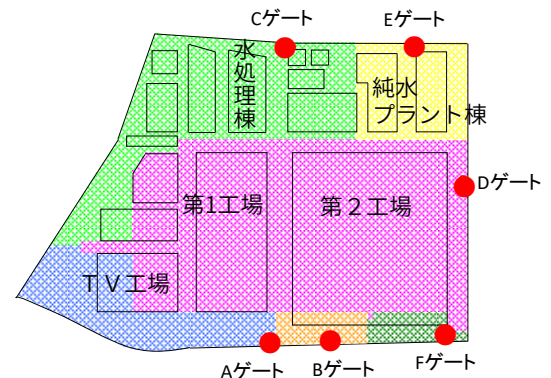 Cゲート
Eゲート
水処理棟
純水
プラント棟
Dゲート
第1工場
第２工場
ＴＶ工場
Aゲート
Bゲート
Fゲート